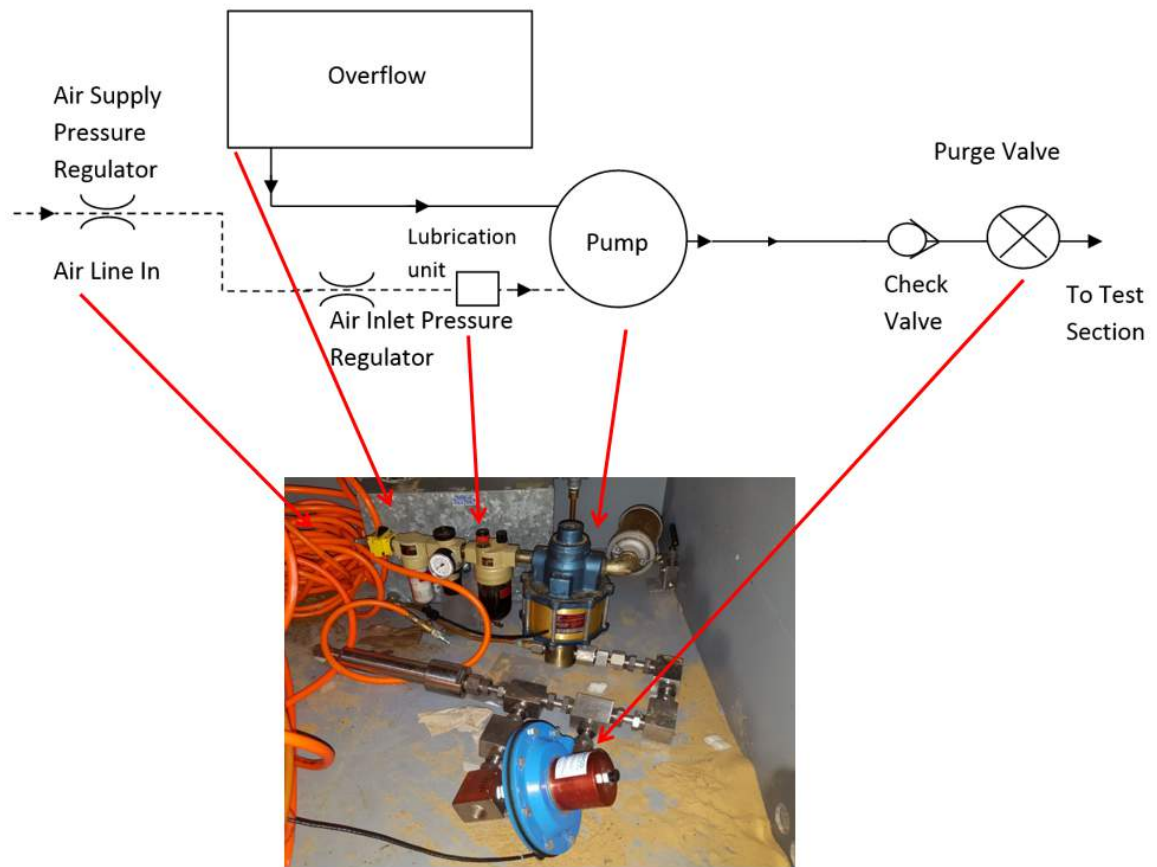 Overflow
Air Supply
Pressure
Regulator
Purge Valve
Lubrication
unit
Pump
Air Line In
Check
Valve
To Test
Section
Air Inlet Pressure
Regulator